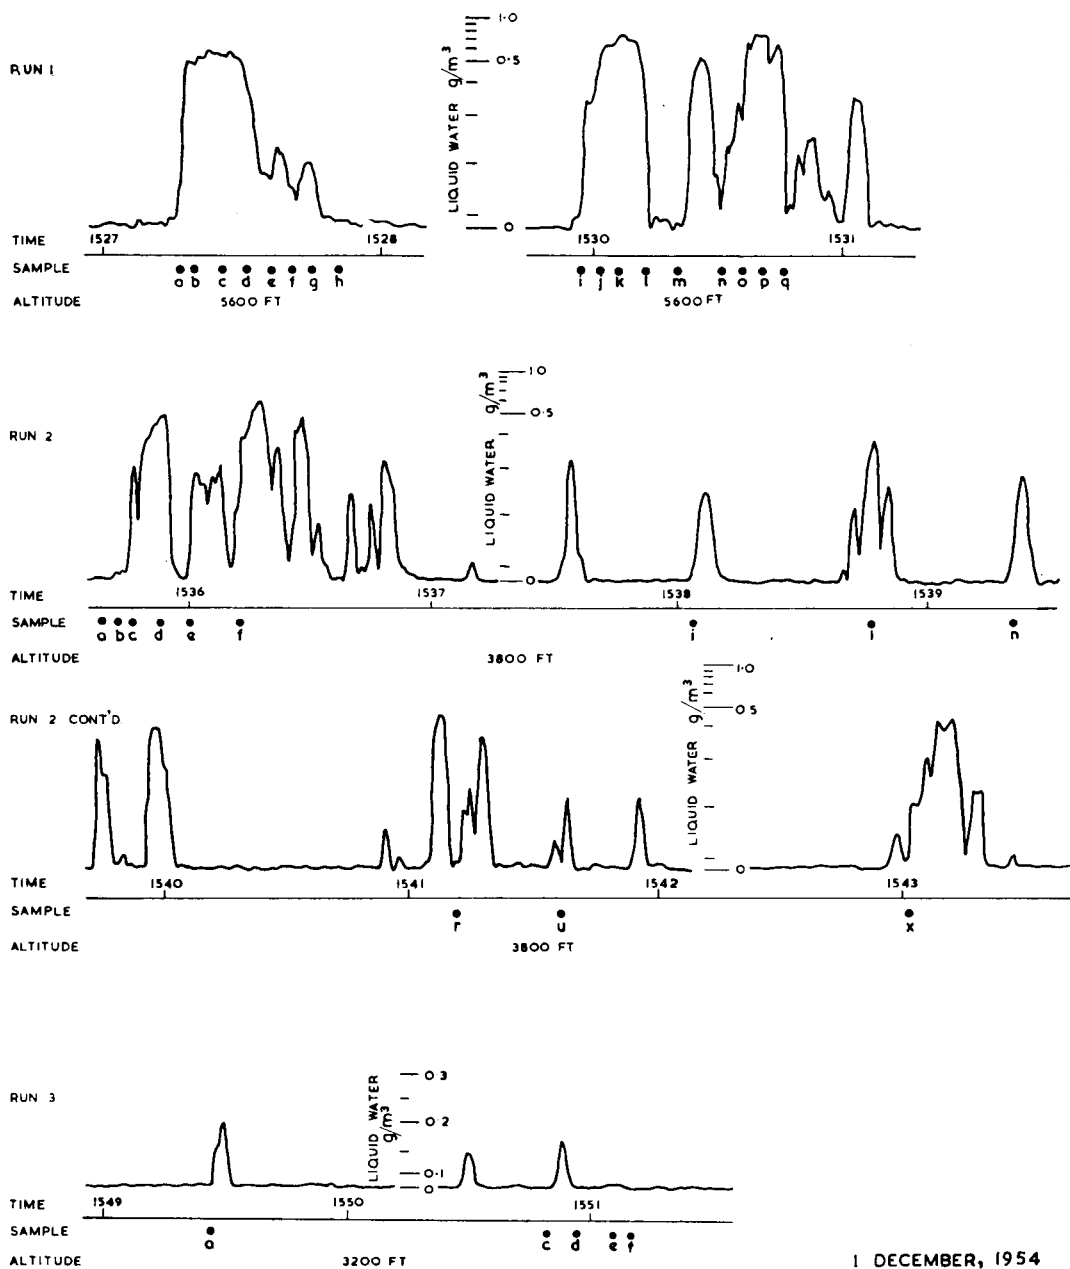 RUN 1
LIQUID WATER g/m³
1·0
0·5
0
TIME 1527 1528 1530 1531
SAMPLE a b c d e f g h i j k l m n o p q
ALTITUDE 5600 FT 5600 FT
RUN 2
LIQUID WATER g/m³
1·0
0·5
0
TIME 1536 1537 1538 1539
SAMPLE a b c d e f i l n
ALTITUDE 3800 FT
RUN 2 CONT'D
LIQUID WATER g/m³
1·0
0·5
0
TIME 1540 1541 1542 1543
SAMPLE r u x
ALTITUDE 3800 FT
RUN 3
LIQUID WATER g/m³
0·3
0·2
0·1
0
TIME 1549 1550 1551
SAMPLE a c d e f
ALTITUDE 3200 FT
1 DECEMBER, 1954